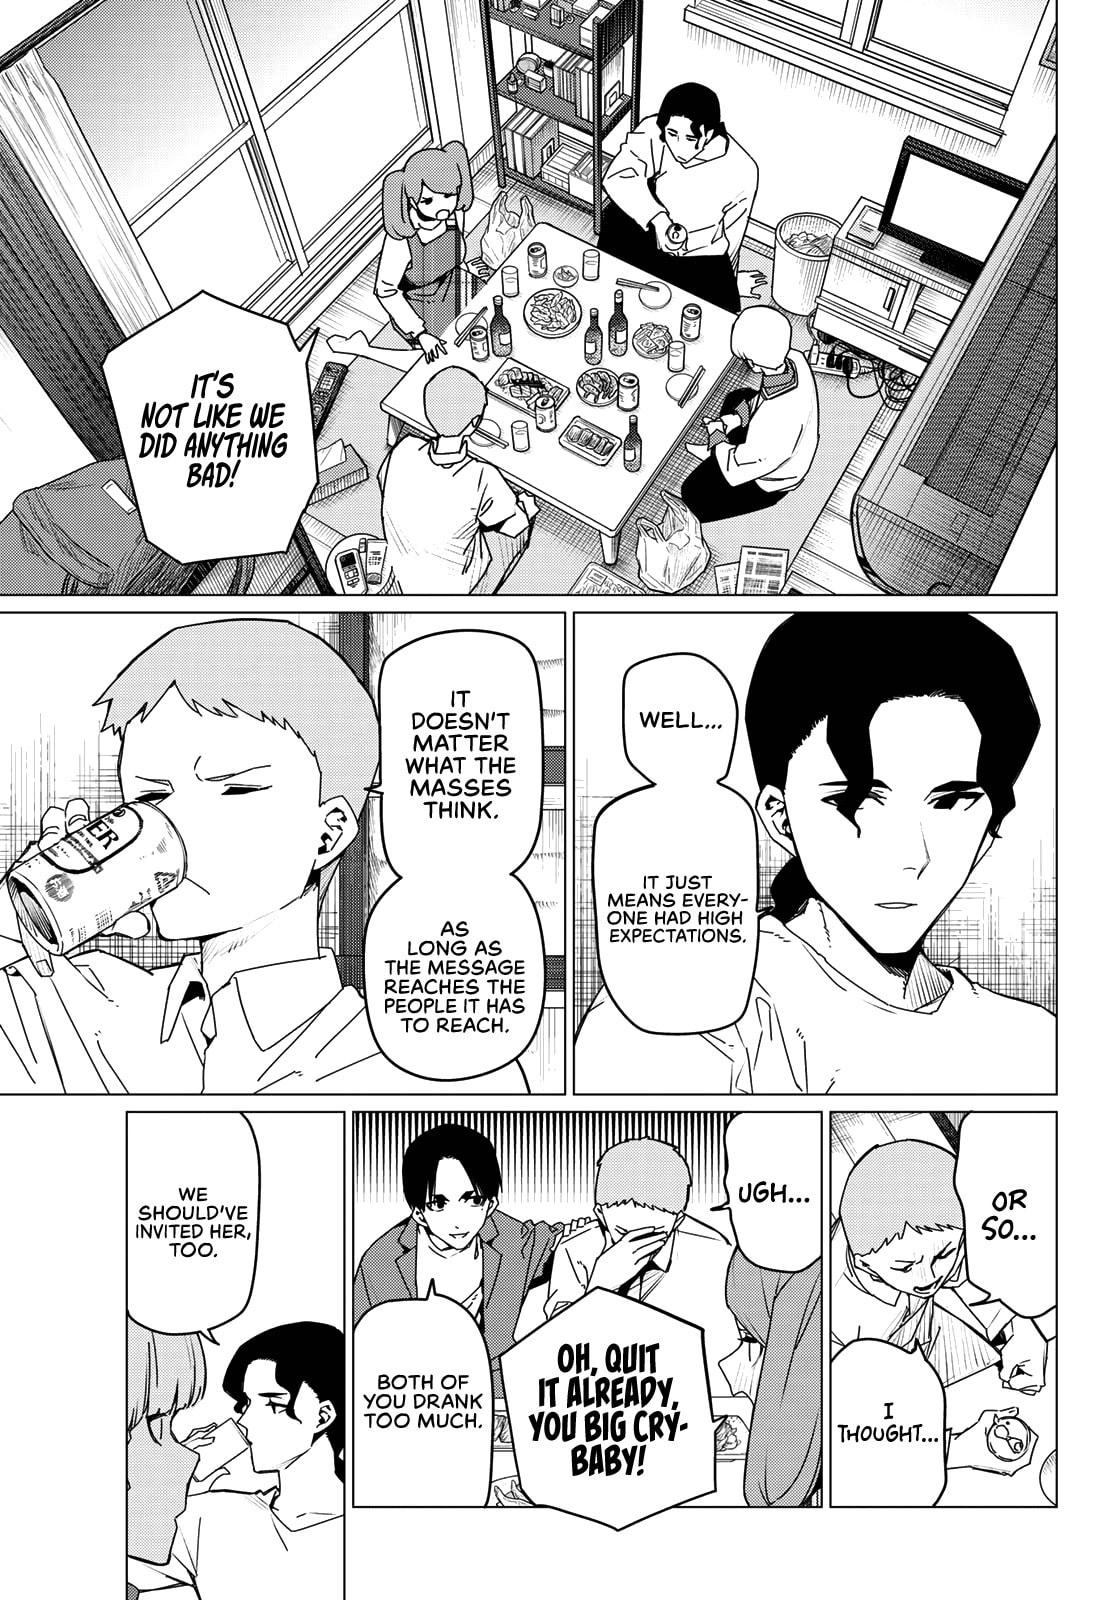 IT'S
NOT LIKE WE
DID ANYTHING
BAD!
WELL...
IT JUST
MEANS EVERY-
ONE HAD HIGH
EXPECTATIONS.
IT
DOESN'T
MATTER
WHAT THE
MASSES
THINK.
AS
LONG AS
THE MESSAGE
REACHES THE
PEOPLE IT HAS
TO REACH.
OR
SO...
I
THOUGHT...
UGH...
OH, QUIT
IT ALREADY,
YOU BIG CRY-
BABY!
BOTH OF
YOU DRANK
TOO MUCH.
WE
SHOULD'VE
INVITED HER,
TOO.